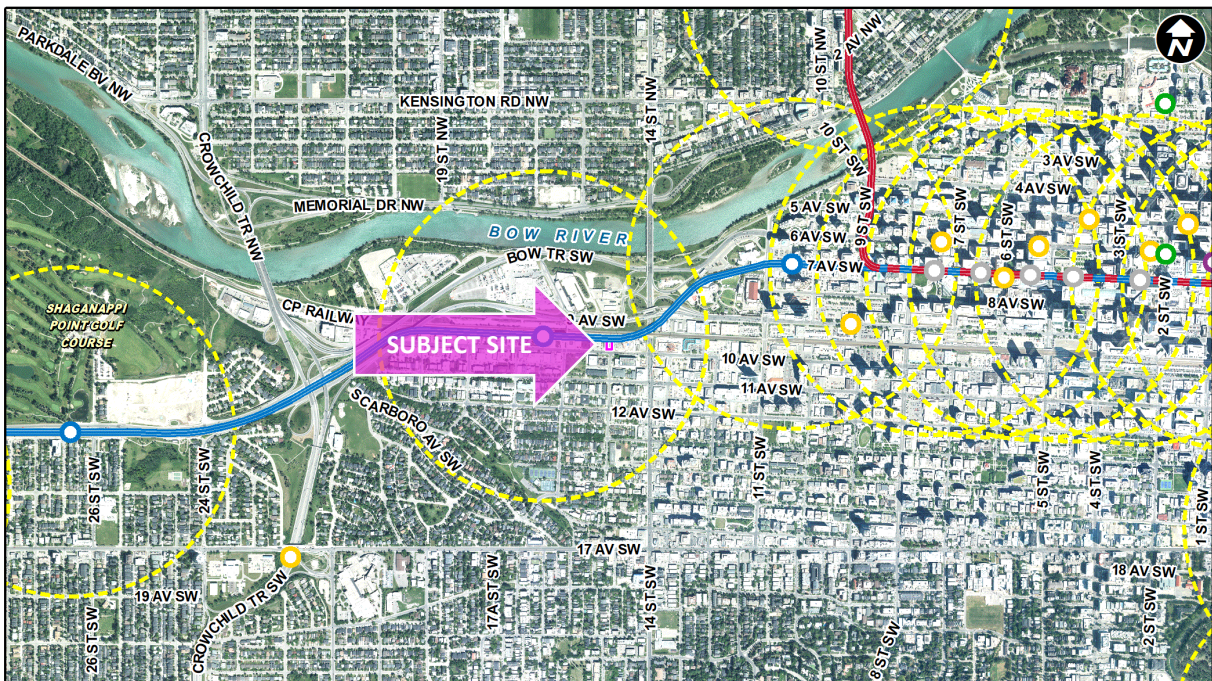 N
PARKDALE BV NW
CROWCHILD TR NW
KENSINGTON RD NW
19 ST. NW
14 ST NW
10 ST NW
2 AV NW
MEMORIAL DR NW
BOW RIVER
BOW TR SW
10 ST SW
9 ST SW
3 AV SW
4 AV SW
5 AV SW
6 AV SW
7 AV SW
7 ST SW
6 ST SW
3 ST SW
8 AV SW
2 ST SW
SHAGANAPPI
POINT GOLF
COURSE
CP RAILWAY
AV SW
SUBJECT SITE
10 AV SW
11 AV SW
12 AV SW
SCARBORO AV SW
26 ST SW
24 ST SW
11 ST SW
5 ST SW
4 ST SW
1 ST SW
17 AV SW
18 AV SW
19 AV SW
26 ST SW
CROWCHILD TR SW
17A ST SW
14 ST SW
8 ST SW
2 ST SW